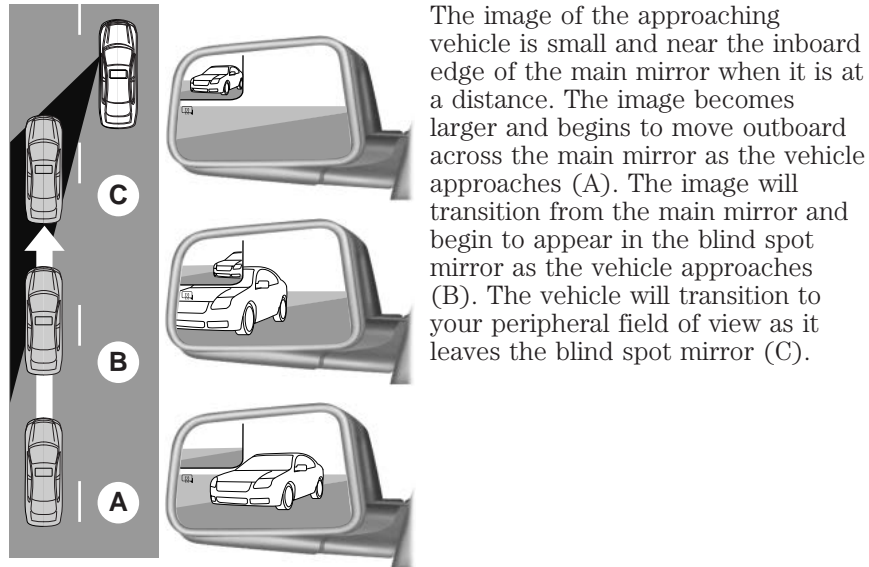 The image of the approaching
vehicle is small and near the inboard
edge of the main mirror when it is at
a distance. The image becomes
larger and begins to move outboard
across the main mirror as the vehicle
approaches (A). The image will
transition from the main mirror and
begin to appear in the blind spot
mirror as the vehicle approaches
(B). The vehicle will transition to
your peripheral field of view as it
leaves the blind spot mirror (C).
C
B
A